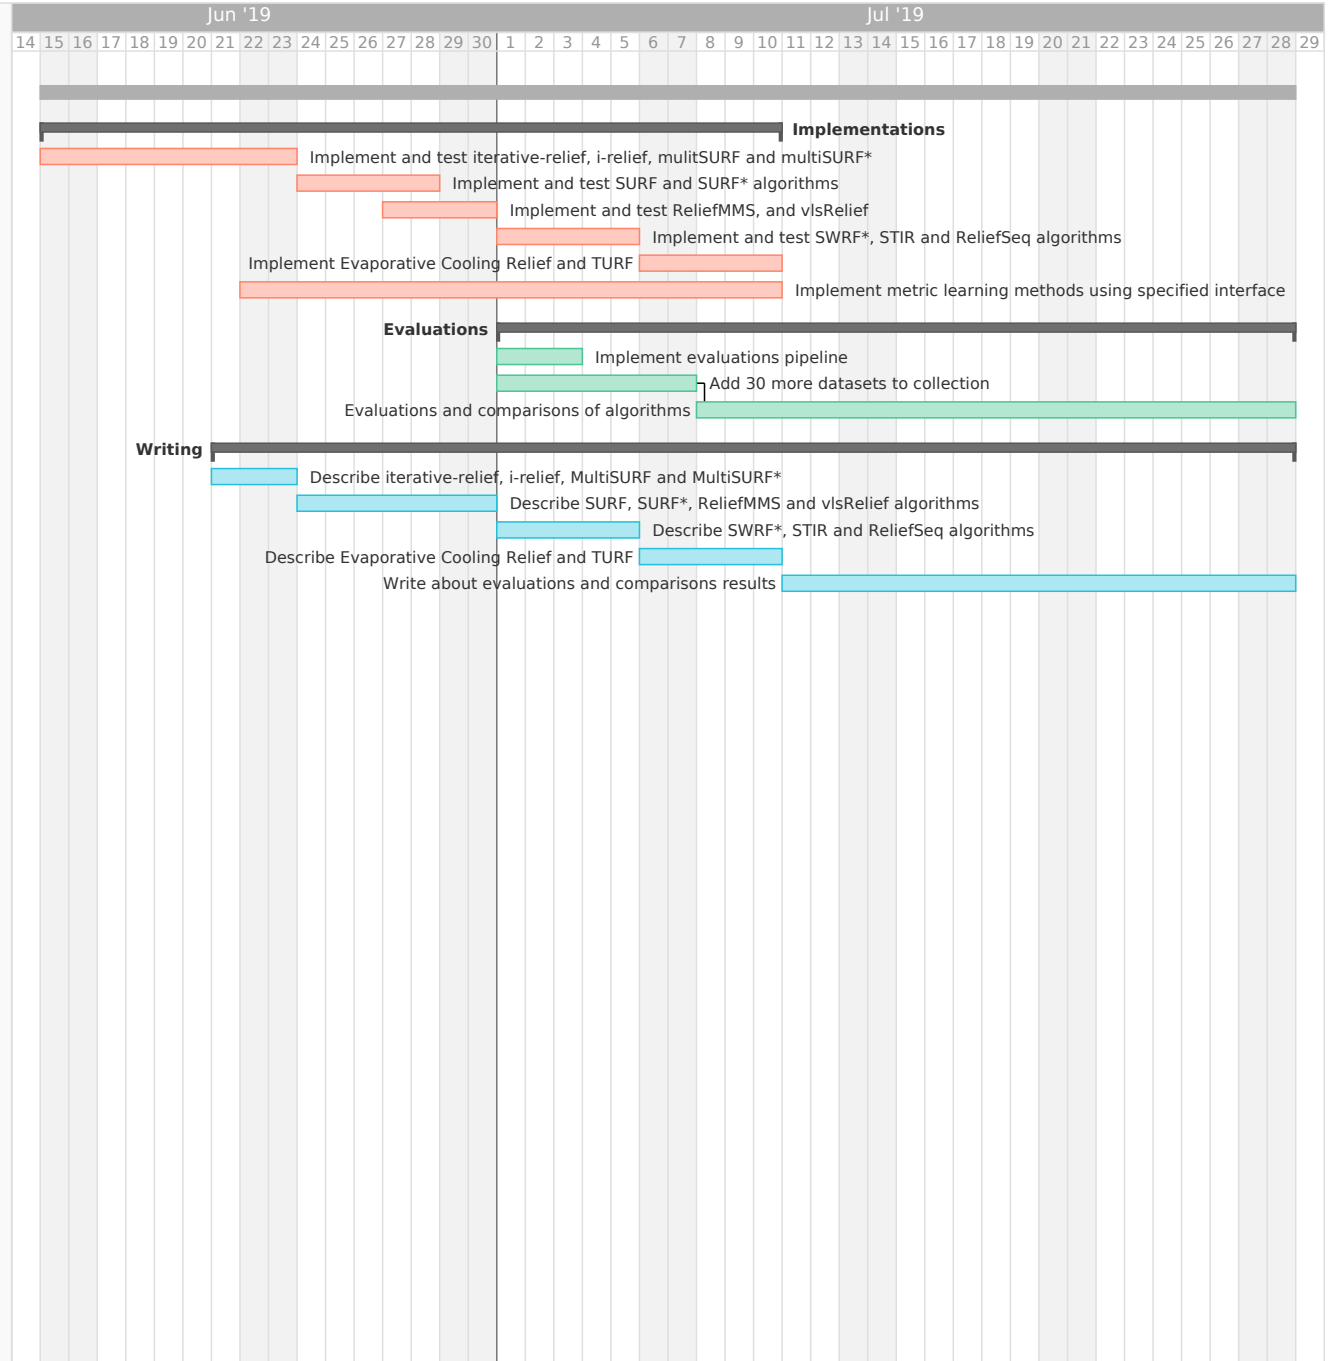 Jun '19 Jul '19
14 15 16 17 18 19 20 21 22 23 24 25 26 27 28 29 30 1 2 3 4 5 6 7 8 9 10 11 12 13 14 15 16 17 18 19 20 21 22 23 24 25 26 27 28 29
Implementations
Implement and test iterative-relief, i-relief, mulitSURF and multiSURF*
Implement and test SURF and SURF* algorithms
Implement and test ReliefMMS, and vlsRelief
Implement and test SWRF*, STIR and ReliefSeq algorithms
Implement Evaporative Cooling Relief and TURF
Implement metric learning methods using specified interface
Evaluations
Implement evaluations pipeline
Add 30 more datasets to collection
Evaluations and comparisons of algorithms
Writing
Describe iterative-relief, i-relief, MultiSURF and MultiSURF*
Describe SURF, SURF*, ReliefMMS and vlsRelief algorithms
Describe SWRF*, STIR and ReliefSeq algorithms
Describe Evaporative Cooling Relief and TURF
Write about evaluations and comparisons results